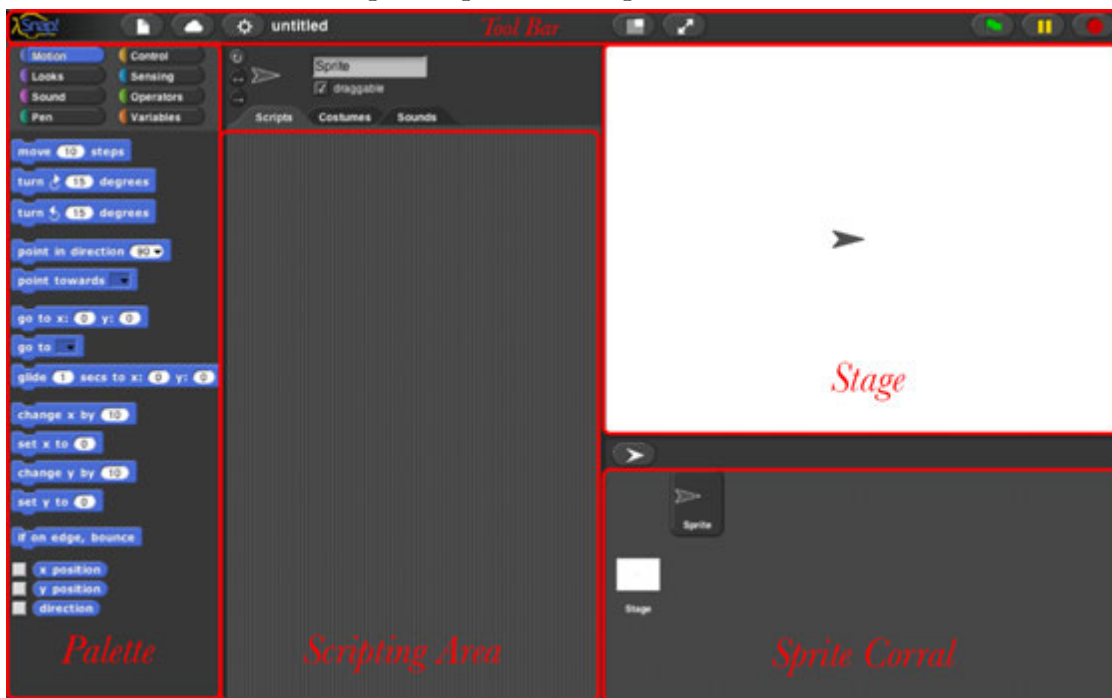 Snap!
untitled
Tool Bar
Motion
Control
Looks
Sensing
Sound
Operators
Pen
Variables
Sprite
draggable
Scripts Costumes Sounds
move 10 steps
turn 15 degrees
turn 15 degrees
point in direction 90
point towards
go to x: 0 y: 0
go to
glide 1 secs to x: 0 y: 0
change x by 10
set x to 0
change y by 10
set y to 0
if on edge, bounce
x position
y position
direction
Palette
Scripting Area
Stage
Sprite
Stage
Sprite Corral